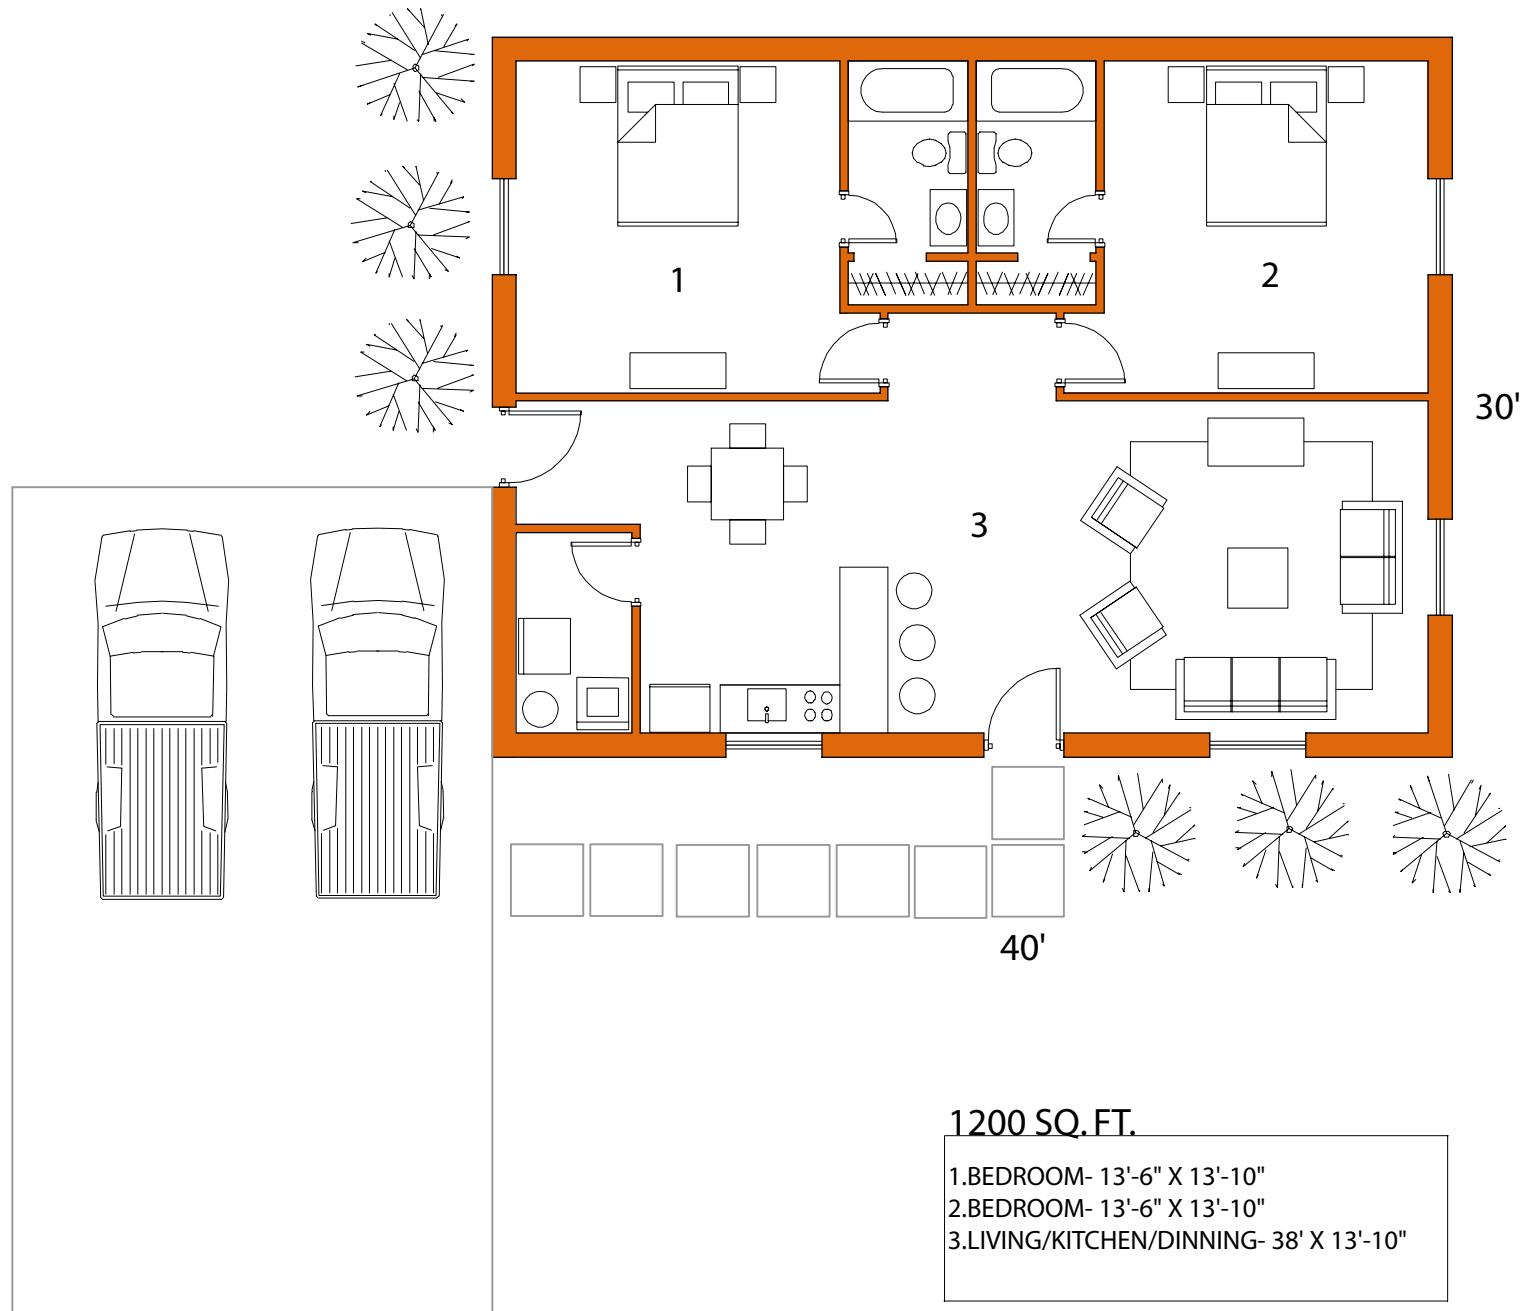 1
2
30'
3
40'
1200 SQ. FT.
1.BEDROOM- 13'-6" X 13'-10"
2.BEDROOM- 13'-6" X 13'-10"
3.LIVING/KITCHEN/DINNING- 38' X 13'-10"